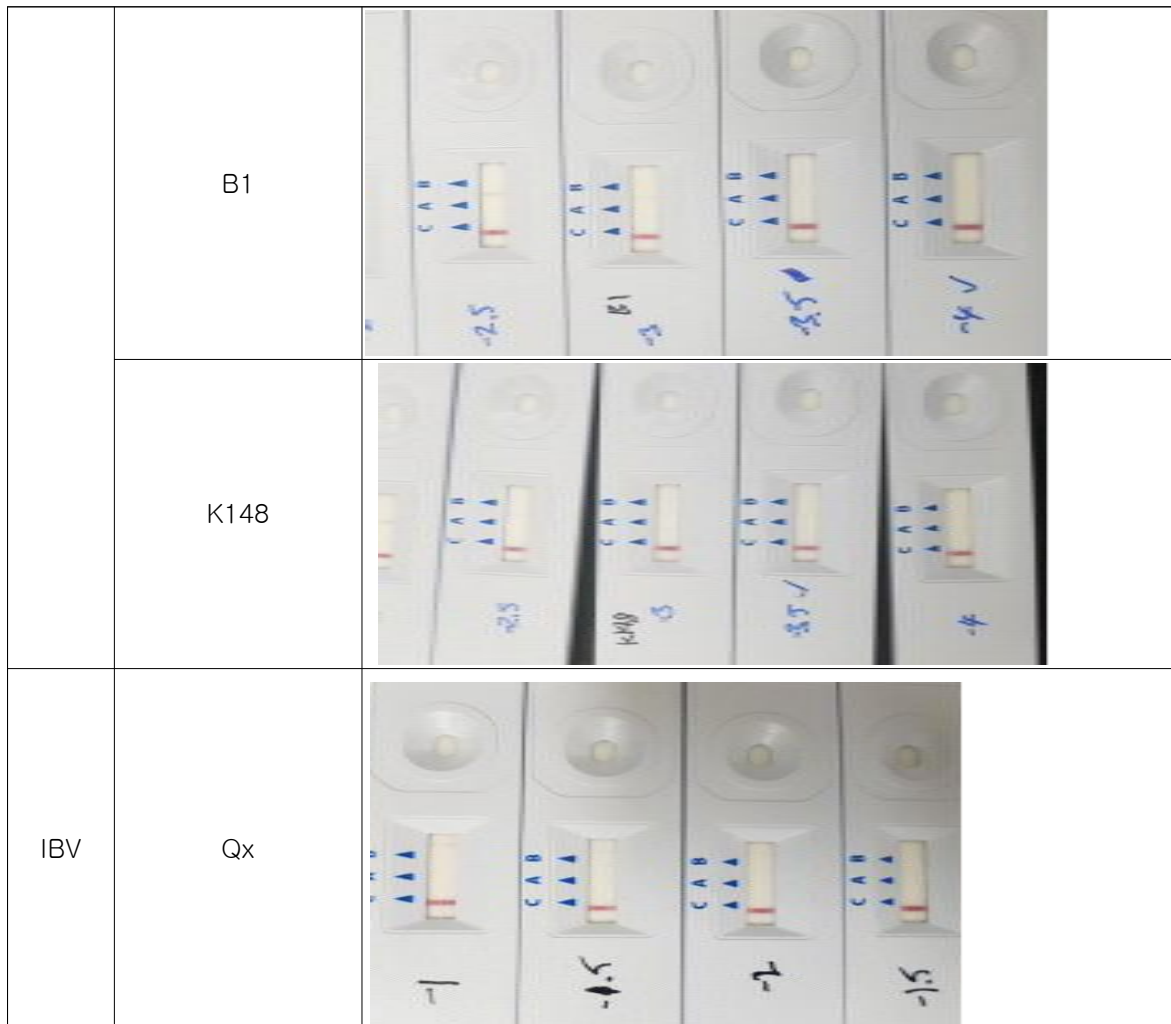 B1
B B B B
A A A A
C C C C
-2.5
B1
-3
-3.5
-4 ✓
K148
A A A A
C C C C
-2.5
K148
-3
-3.5 ✓
-4
IBV
Qx
B B B
A A A
C C C
-1
-1.5
-2
-1.5